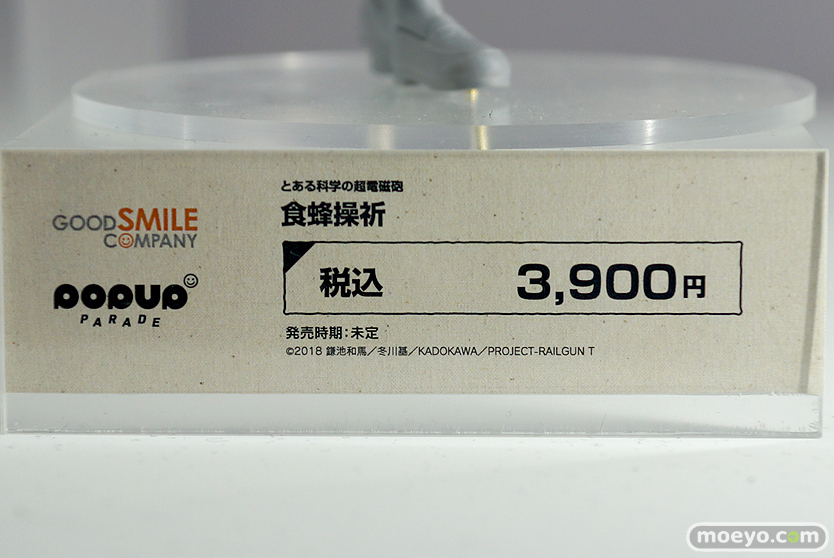 GOOD SMILE
COMPANY
POPUP
PARADE
とある科学の超電磁砲
食蜂操祈
税込 3,900円
発売時期：未定
©2018 鎌池和馬／冬川基／KADOKAWA／PROJECT-RAILGUN T
moeyo.com